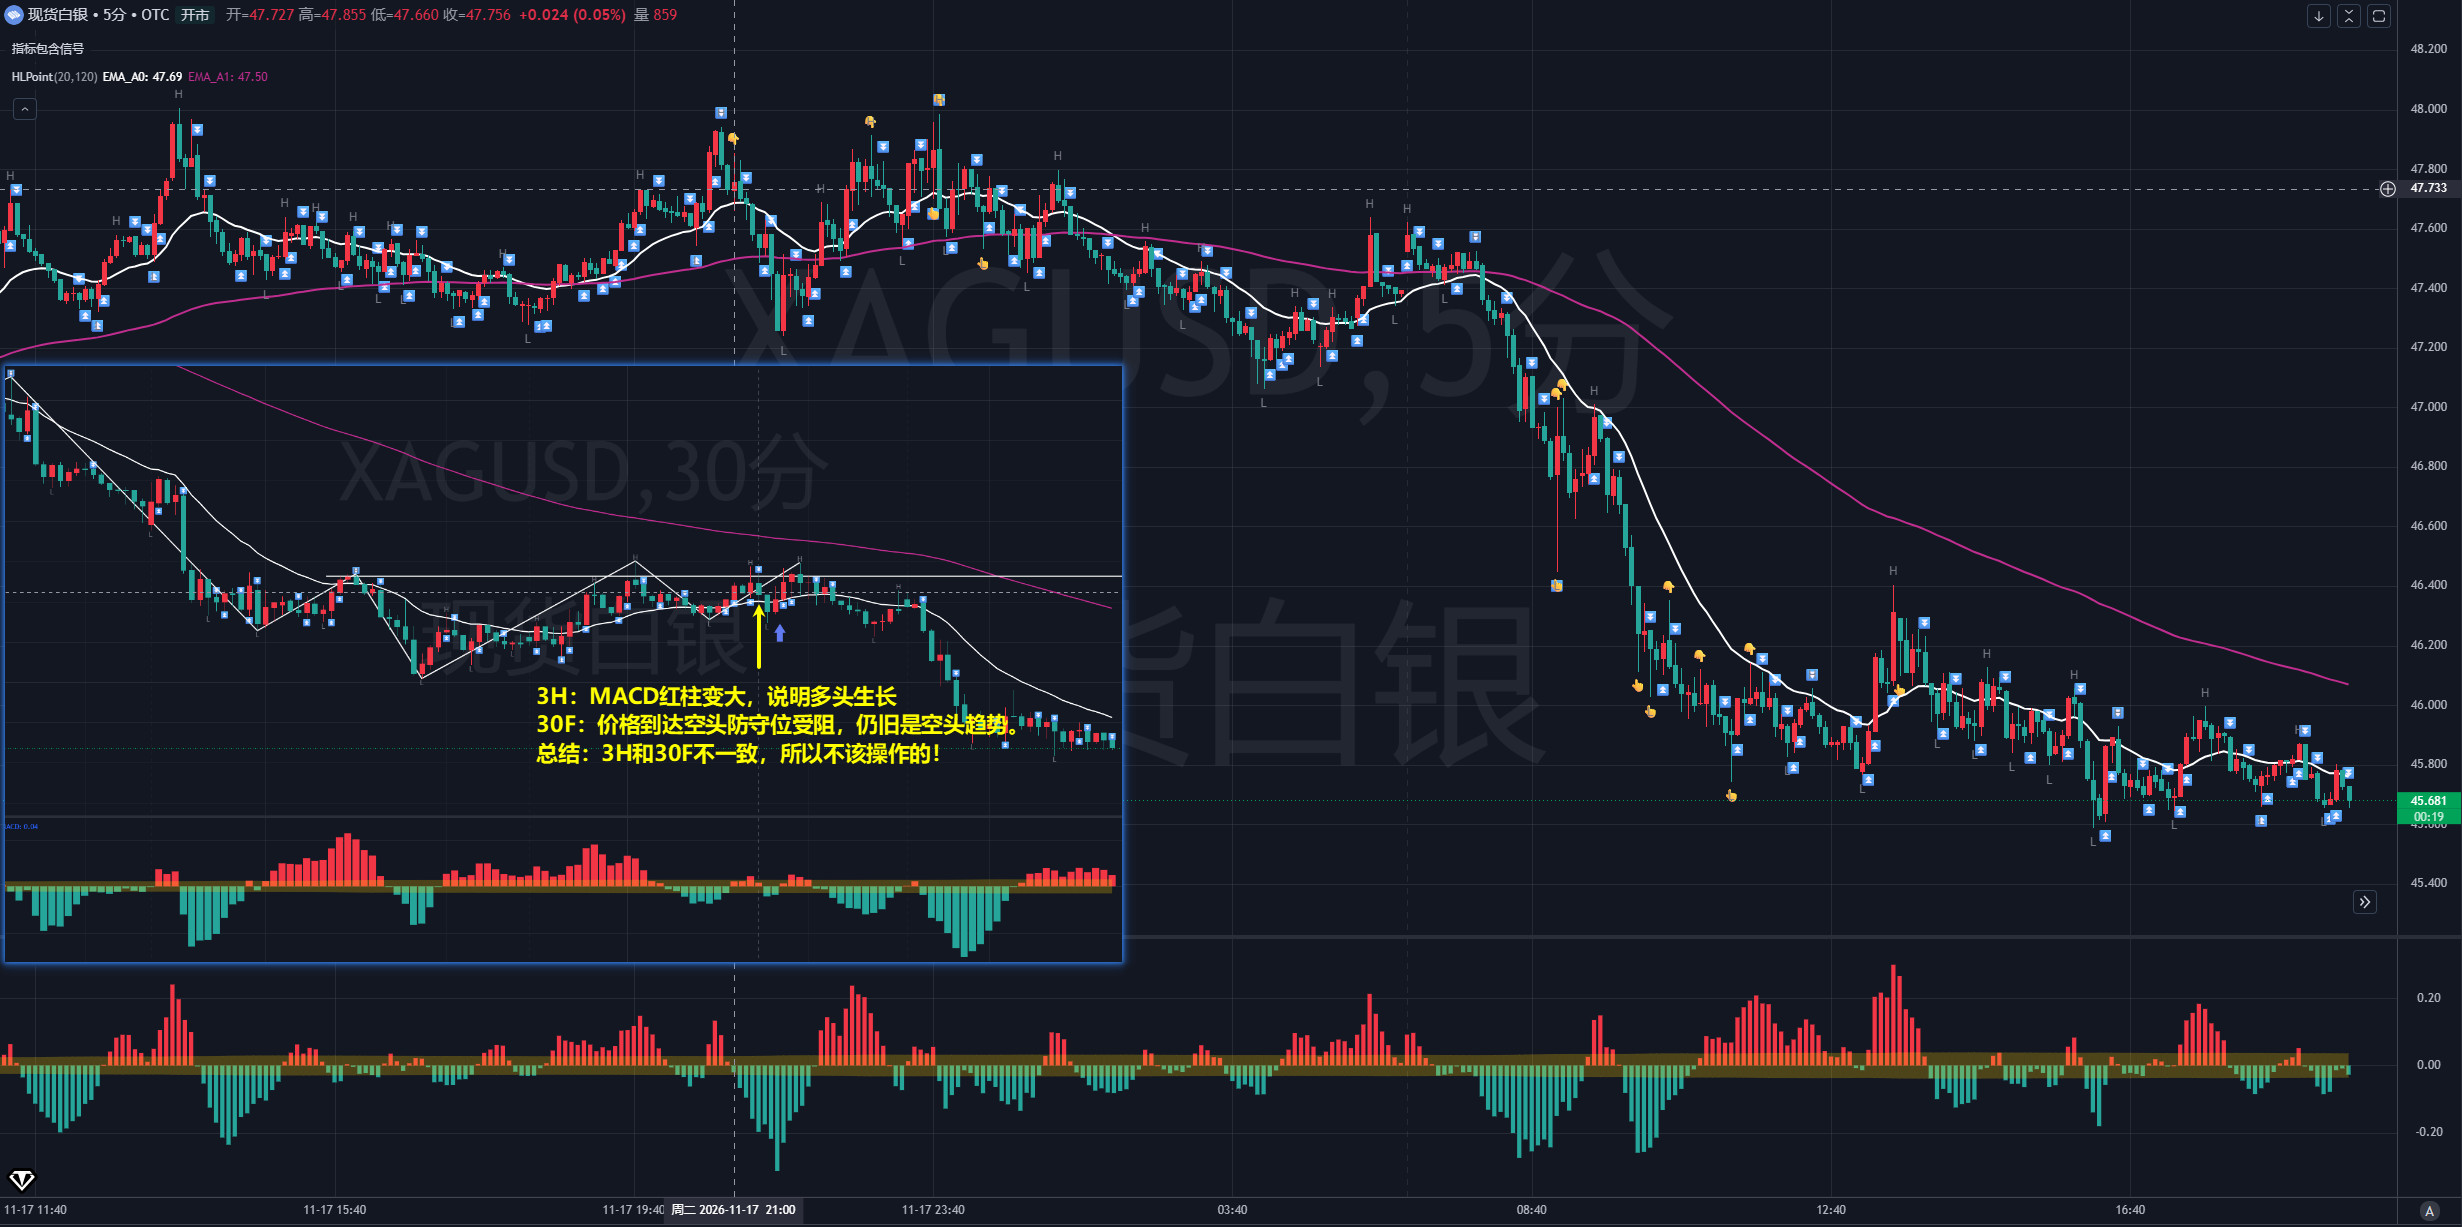 现货白银 • 5分 • OTC 开市 开=47.727 高=47.855 低=47.660 收=47.756 +0.024 (0.05%) 量 859
指标包含信号
HLPoint(20,120) EMA_A0: 47.69 EMA_A1: 47.50
XAGUSD,5分
现货白银
48.200
48.000
47.800
47.733
47.600
47.400
47.200
47.000
46.800
46.600
46.400
46.200
46.000
45.800
45.681
00:19
45.600
45.400
XAGUSD,30分
现货白银
3H：MACD红柱变大，说明多头生长
30F：价格到达空头防守位受阻，仍旧是空头趋势。
总结：3H和30F不一致，所以不该操作的！
MACD: 0.04
0.20
0.00
-0.20
11-17 11:40
11-17 15:40
11-17 19:40
周二 2026-11-17 21:00
11-17 23:40
03:40
08:40
12:40
16:40
A